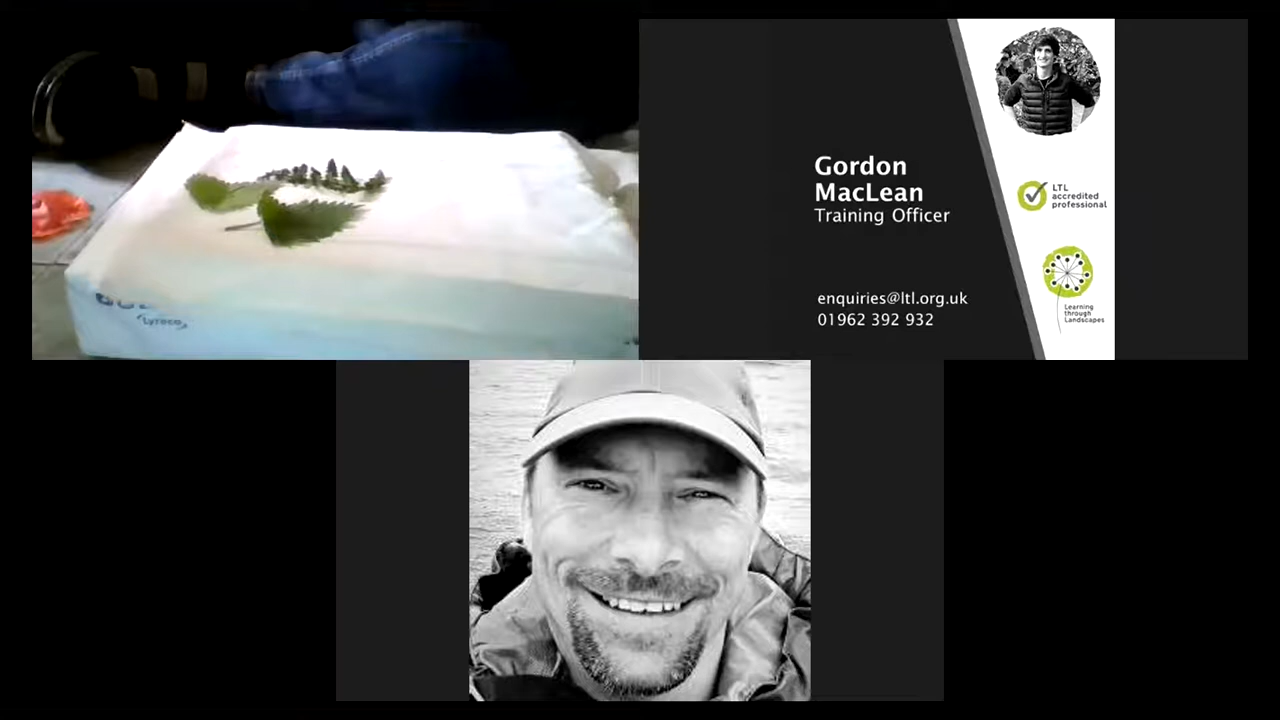 Lyreco
Gordon
MacLean
Training Officer
enquiries@ltl.org.uk
01962 392 932
LTL
accredited
professional
Learning
through
Landscapes